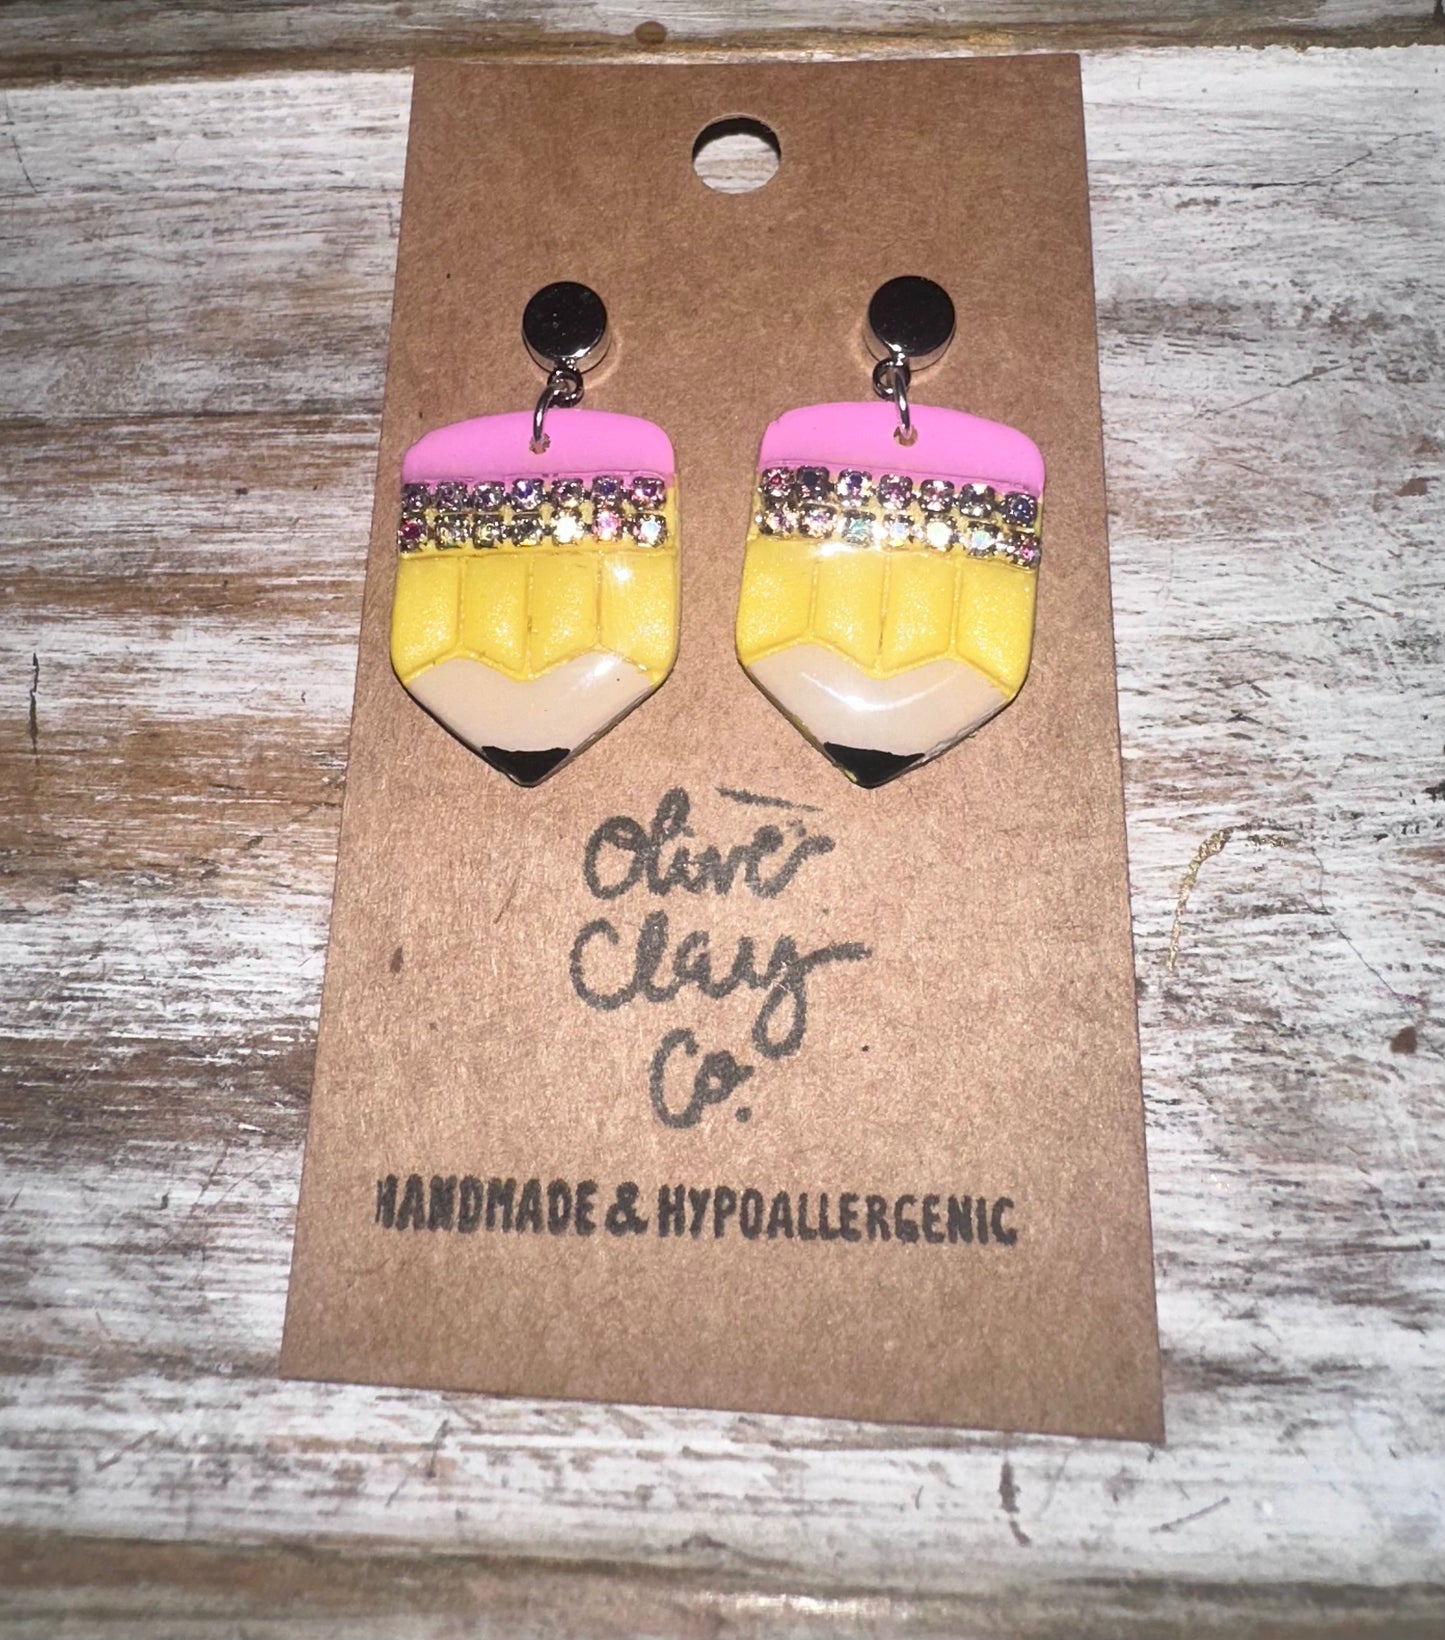 Olive
Clay
Co.
HANDMADE & HYPOALLERGENIC